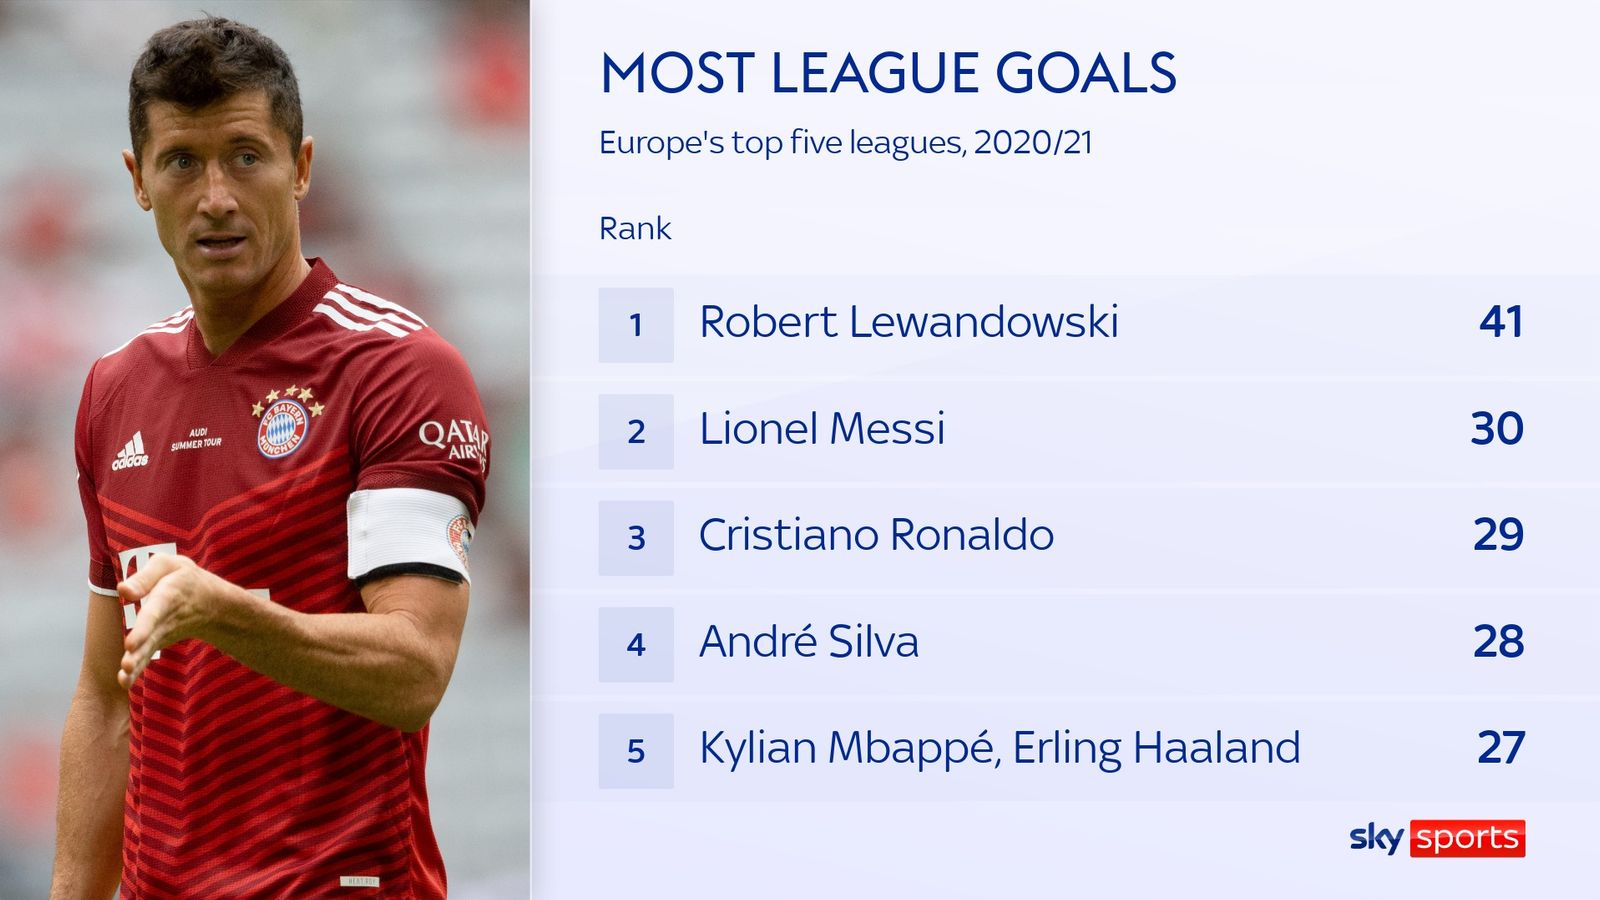 MOST LEAGUE GOALS
Europe's top five leagues, 2020/21
Rank
1 Robert Lewandowski 41
2 Lionel Messi 30
3 Cristiano Ronaldo 29
4 André Silva 28
5 Kylian Mbappé, Erling Haaland 27
sky sports
adidas
AUDI
SUMMER TOUR
FC BAYERN
MÜNCHEN
QATAR